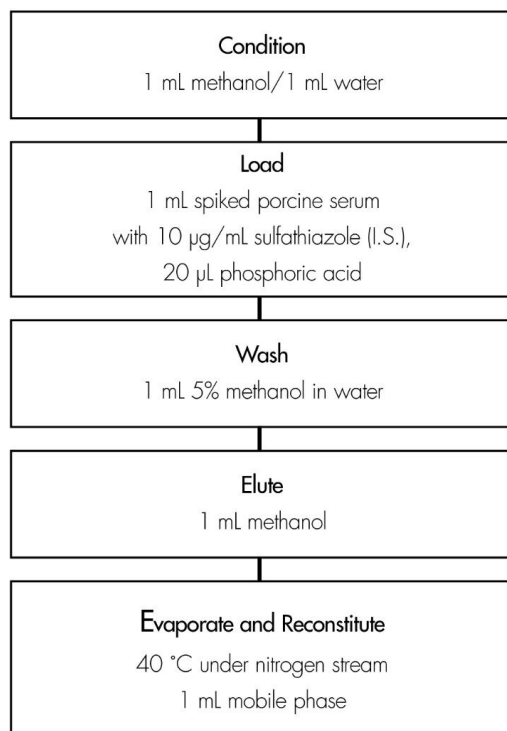 Condition
1 mL methanol/1 mL water
Load
1 mL spiked porcine serum
with 10 µg/mL sulfathiazole (I.S.),
20 µL phosphoric acid
Wash
1 mL 5% methanol in water
Elute
1 mL methanol
Evaporate and Reconstitute
40 °C under nitrogen stream
1 mL mobile phase